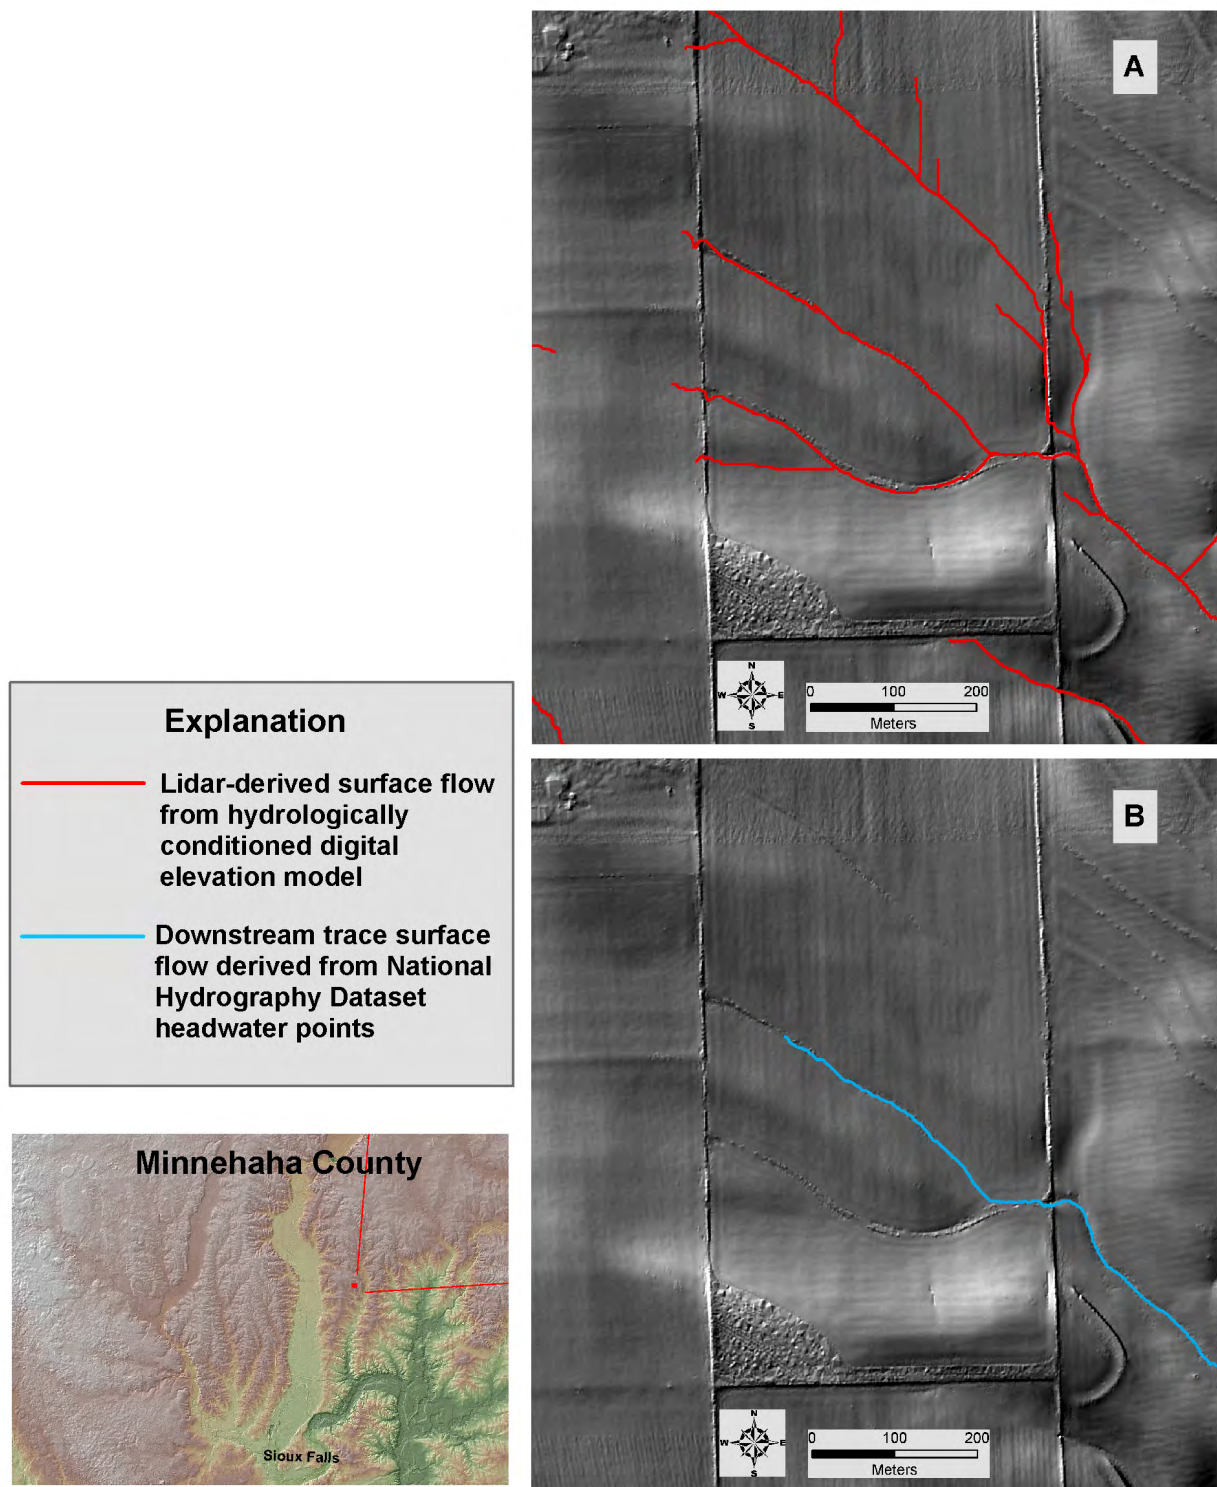 A
N
W E
S
0 100 200
Meters
Explanation
Lidar-derived surface flow
from hydrologically
conditioned digital
elevation model
Downstream trace surface
flow derived from National
Hydrography Dataset
headwater points
B
Minnehaha County
Sioux Falls
N
W E
S
0 100 200
Meters